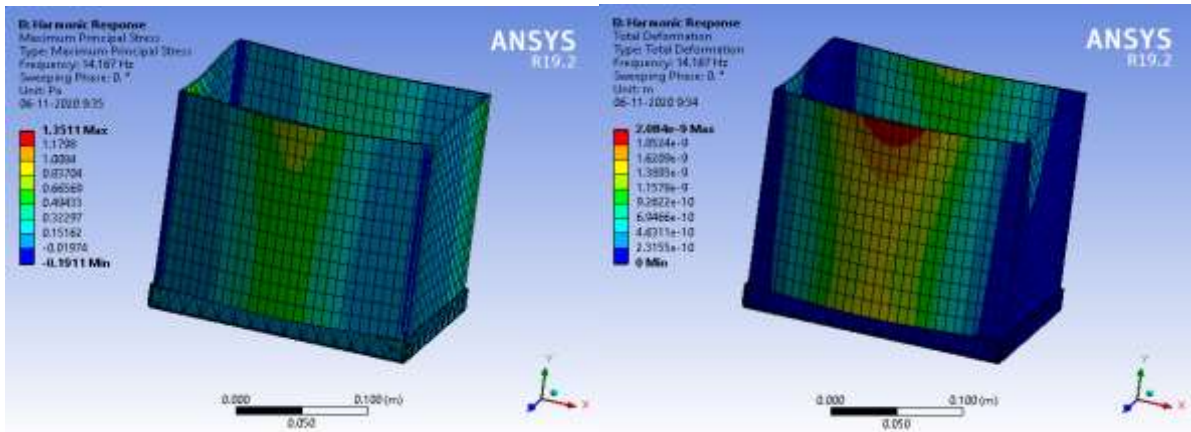 B: Harmonic Response
Maximum Principal Stress
Type: Maximum Principal Stress
Frequency: 14.167 Hz
Sweeping Phase: 0. °
Unit: Pa
06-11-2020 9:35
1.3511 Max
1.1798
1.0084
0.83704
0.66569
0.49433
0.32297
0.15162
-0.01974
-0.1911 Min
ANSYS
R19.2
0.000
0.100 (m)
0.050
Y
X
B: Harmonic Response
Total Deformation
Type: Total Deformation
Frequency: 14.167 Hz
Sweeping Phase: 0. °
Unit: m
06-11-2020 9:34
2.084e-9 Max
1.8524e-9
1.6209e-9
1.3893e-9
1.1578e-9
9.2622e-10
6.9466e-10
4.6311e-10
2.3155e-10
0 Min
ANSYS
R19.2
0.000
0.100 (m)
0.050
Y
X